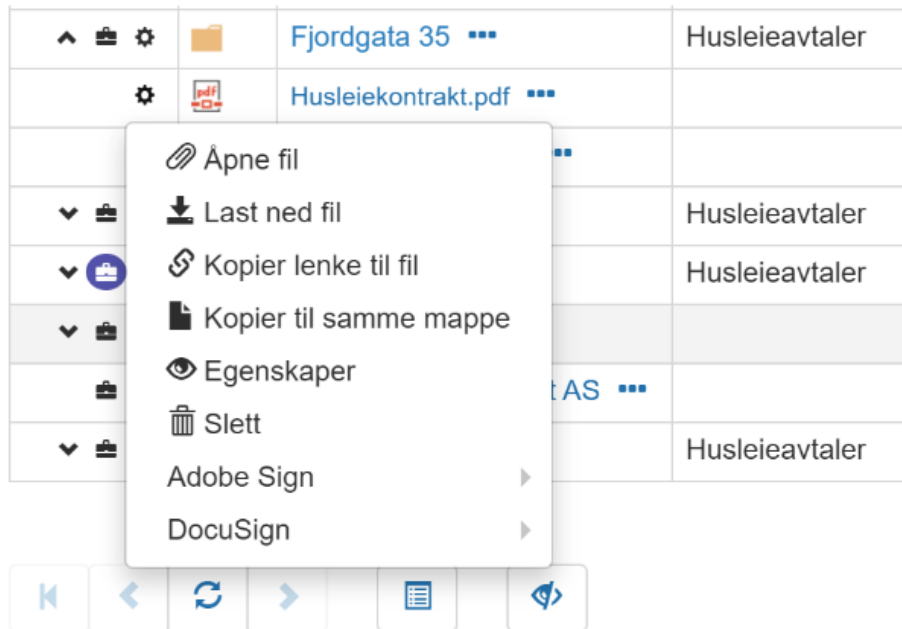 Fjordgata 35 ••• Husleieavtaler
pdf Husleiekontrakt.pdf •••
Åpne fil
Last ned fil Husleieavtaler
Kopier lenke til fil Husleieavtaler
Kopier til samme mappe
Egenskaper AS •••
Slett Husleieavtaler
Adobe Sign
DocuSign